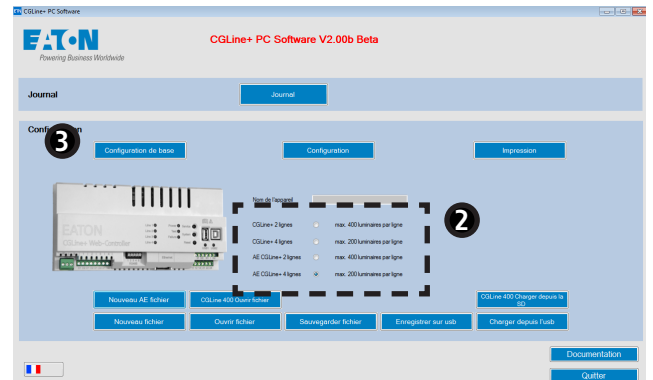 CGLine+ PC Software
EATON
Powering Business Worldwide
CGLine+ PC Software V2.00b Beta
Journal
Journal
Configuration
3
Configuration de base
Configuration
Impression
Nom de l'appareil
2
CGLine+ 2 lignes
max. 400 luminaires par ligne
CGLine+ 4 lignes
max. 200 luminaires par ligne
AE CGLine+ 2 lignes
max. 400 luminaires par ligne
AE CGLine+ 4 lignes
max. 200 luminaires par ligne
EATON
CGLine+ Web-Controller
Nouveau AE fichier
CGLine 400 Ouvrir fichier
CGLine 400 Charger depuis la
SD
Nouveau fichier
Ouvrir fichier
Sauvegarder fichier
Enregistrer sur usb
Charger depuis l'usb
Documentation
Quitter